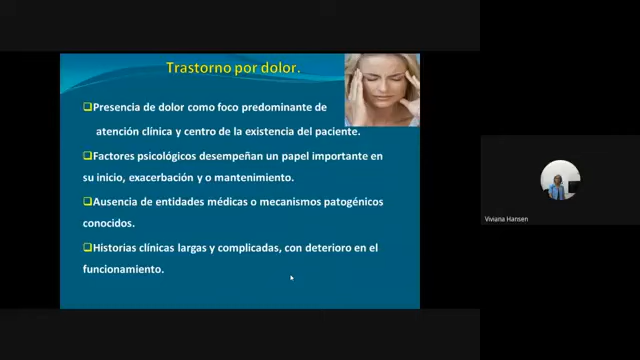 Trastorno por dolor.
❑Presencia de dolor como foco predominante de
atención clínica y centro de la existencia del paciente.
❑Factores psicológicos desempeñan un papel importante en
su inicio, exacerbación y o mantenimiento.
❑Ausencia de entidades médicas o mecanismos patogénicos
conocidos.
❑Historias clínicas largas y complicadas, con deterioro en el
funcionamiento.
Viviana Hansen